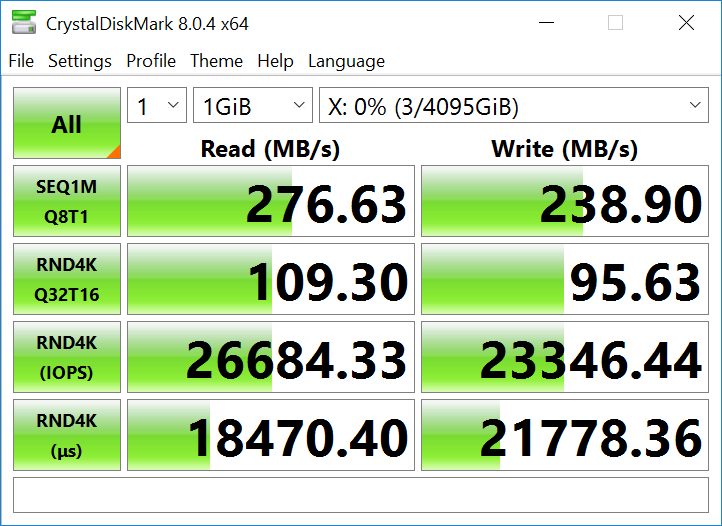 CrystalDiskMark 8.0.4 x64
File Settings Profile Theme Help Language
All 1 1GiB X: 0% (3/4095GiB)
Read (MB/s) Write (MB/s)
SEQ1M
Q8T1
276.63 238.90
RND4K
Q32T16
109.30 95.63
RND4K
(IOPS)
26684.33 23346.44
RND4K
(μs)
18470.40 21778.36